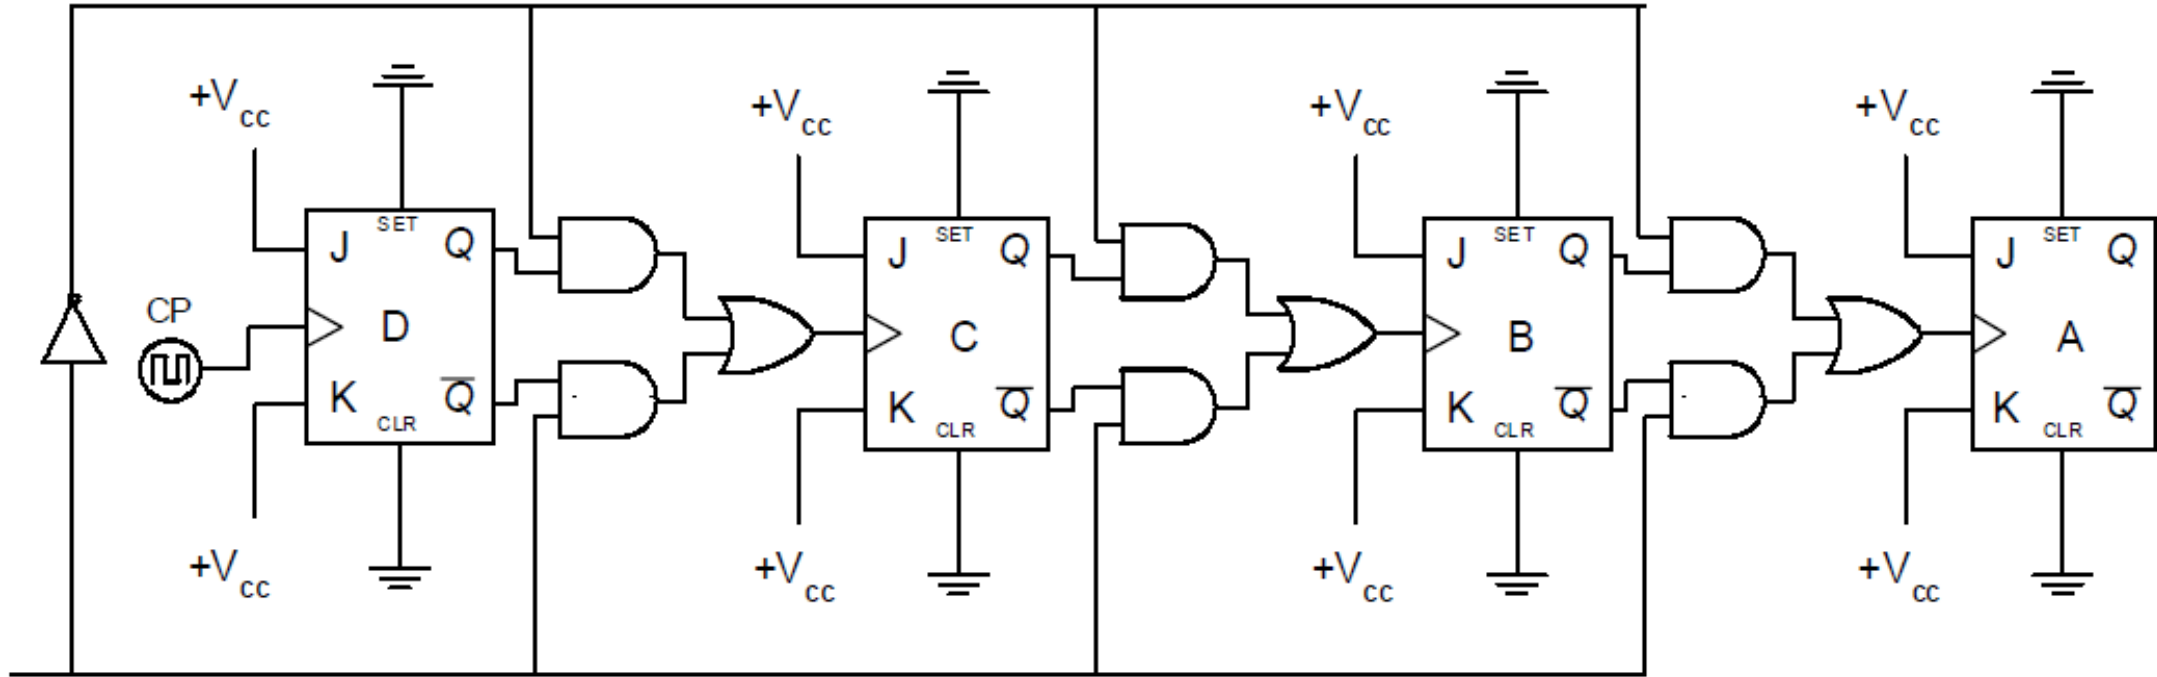 +Vcc
+Vcc
+Vcc
+Vcc
CP
J SET Q
D
K CLR Q̅
J SET Q
C
K CLR Q̅
J SET Q
B
K CLR Q̅
J SET Q
A
K CLR Q̅
+Vcc
+Vcc
+Vcc
+Vcc